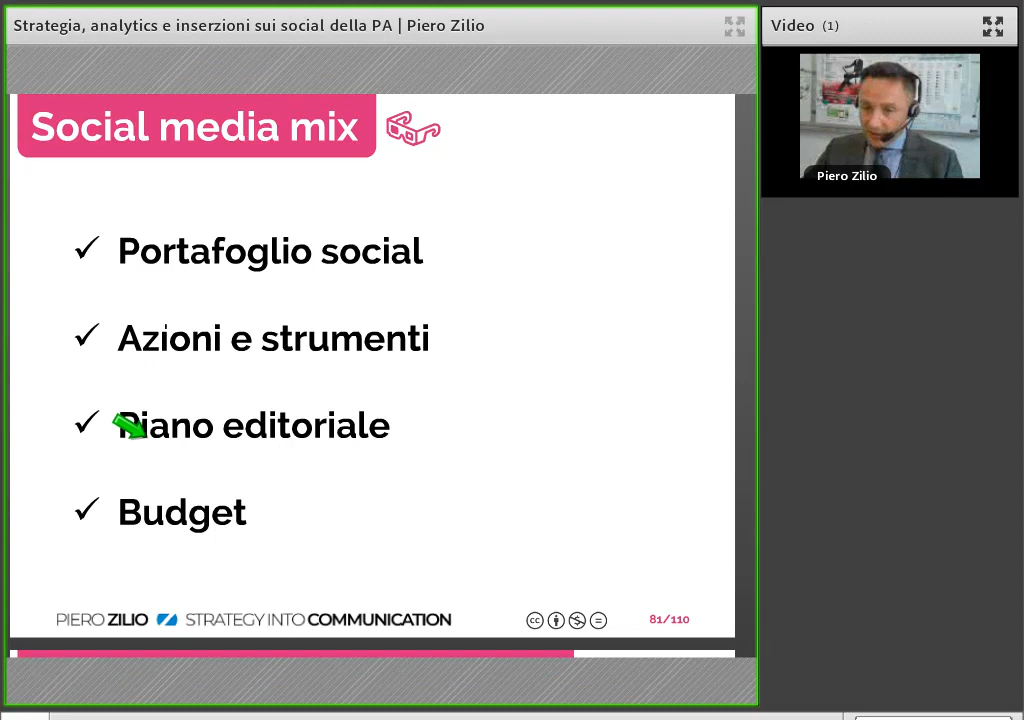 Strategia, analytics e inserzioni sui social della PA | Piero Zilio
Video (1)
Social media mix
Piero Zilio
✓ Portafoglio social
✓ Azioni e strumenti
✓ Piano editoriale
✓ Budget
PIERO ZILIO STRATEGY INTO COMMUNICATION
cc
81/110